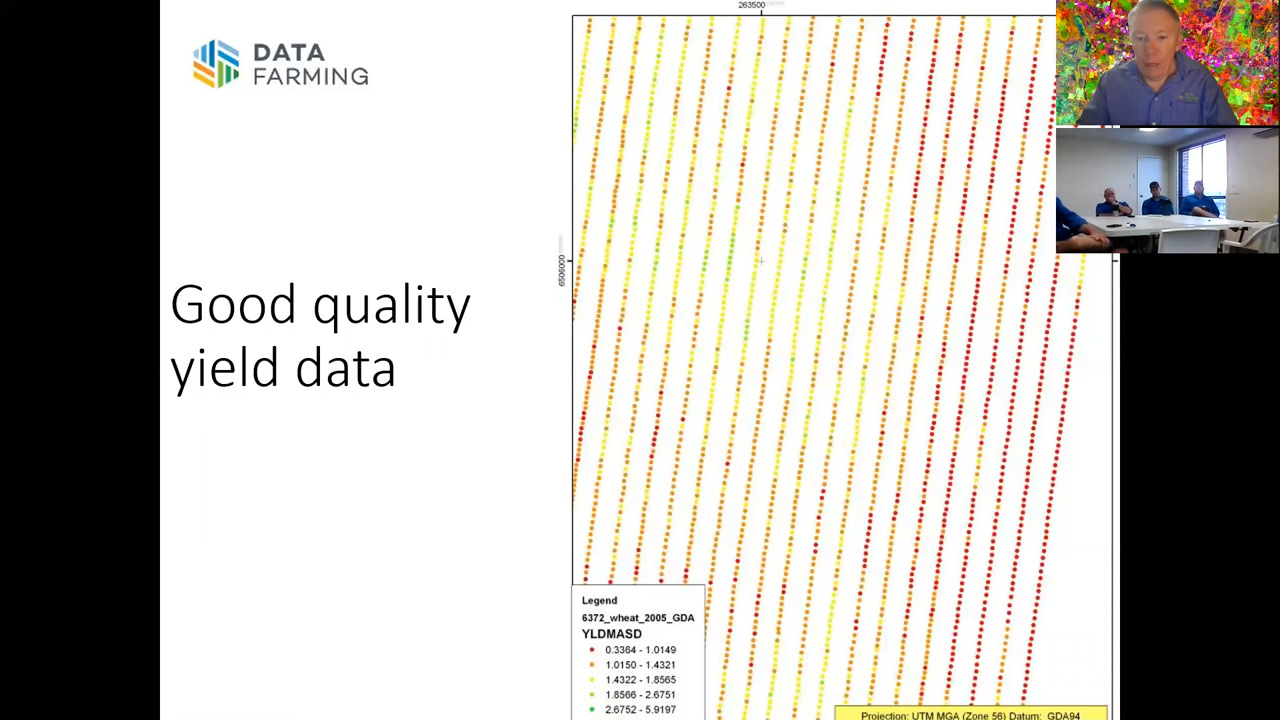 DATA
FARMING
Good quality
yield data
263500
6506000
Legend
6372_wheat_2005_GDA
YLDMASD
0.3364 - 1.0149
1.0150 - 1.4321
1.4322 - 1.8565
1.8566 - 2.6751
2.6752 - 5.9197
Projection: UTM MGA (Zone 56) Datum: GDA94